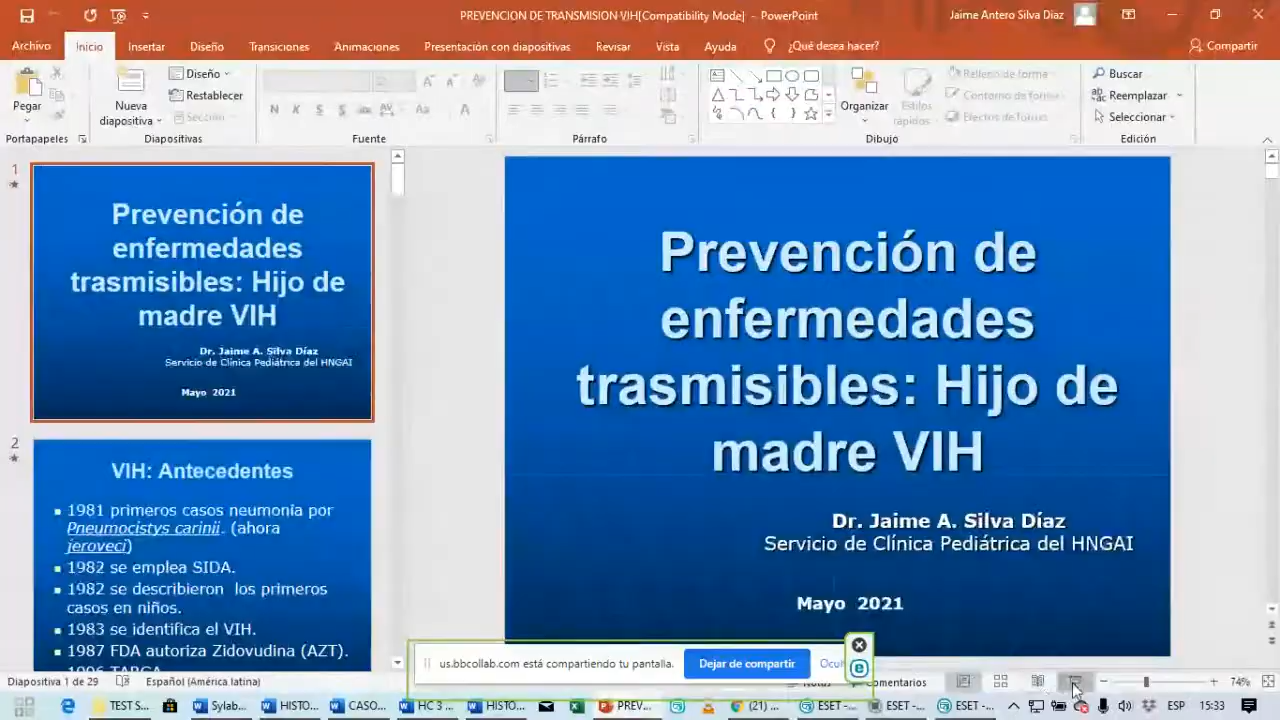 PREVENCION DE TRANSMISION VIH[Compatibility Mode] - PowerPoint
Jaime Antero Silva Diaz
Archivo Inicio Insertar Diseño Transiciones Animaciones Presentación con diapositivas Revisar Vista Ayuda ¿Qué desea hacer? Compartir
Pegar
Nueva diapositiva
Diseño
Restablecer
Sección
Organizar
Estilos rápidos
Relleno de forma
Contorno de forma
Efectos de forma
Buscar
Reemplazar
Seleccionar
Portapapeles Diapositivas Fuente Párrafo Dibujo Edición
1
Prevención de
enfermedades
trasmisibles: Hijo de
madre VIH
Dr. Jaime A. Silva Díaz
Servicio de Clínica Pediátrica del HNGAI
Mayo 2021
2
VIH: Antecedentes
1981 primeros casos neumonía por
Pneumocistys carinii. (ahora
jeroveci)
1982 se emplea SIDA.
1982 se describieron los primeros
casos en niños.
1983 se identifica el VIH.
1987 FDA autoriza Zidovudina (AZT).
1996 TARGA
Prevención de
enfermedades
trasmisibles: Hijo de
madre VIH
Dr. Jaime A. Silva Díaz
Servicio de Clínica Pediátrica del HNGAI
Mayo 2021
us.bbcollab.com está compartiendo tu pantalla. Dejar de compartir Ocul
Diapositiva 1 de 29 Español (América latina) Notas Comentarios 74%
TEST S... Sylab... HISTO... CASO... HC 3 ... HISTO... PREV... (21) ... ESET -... ESET -... ESP 15:33